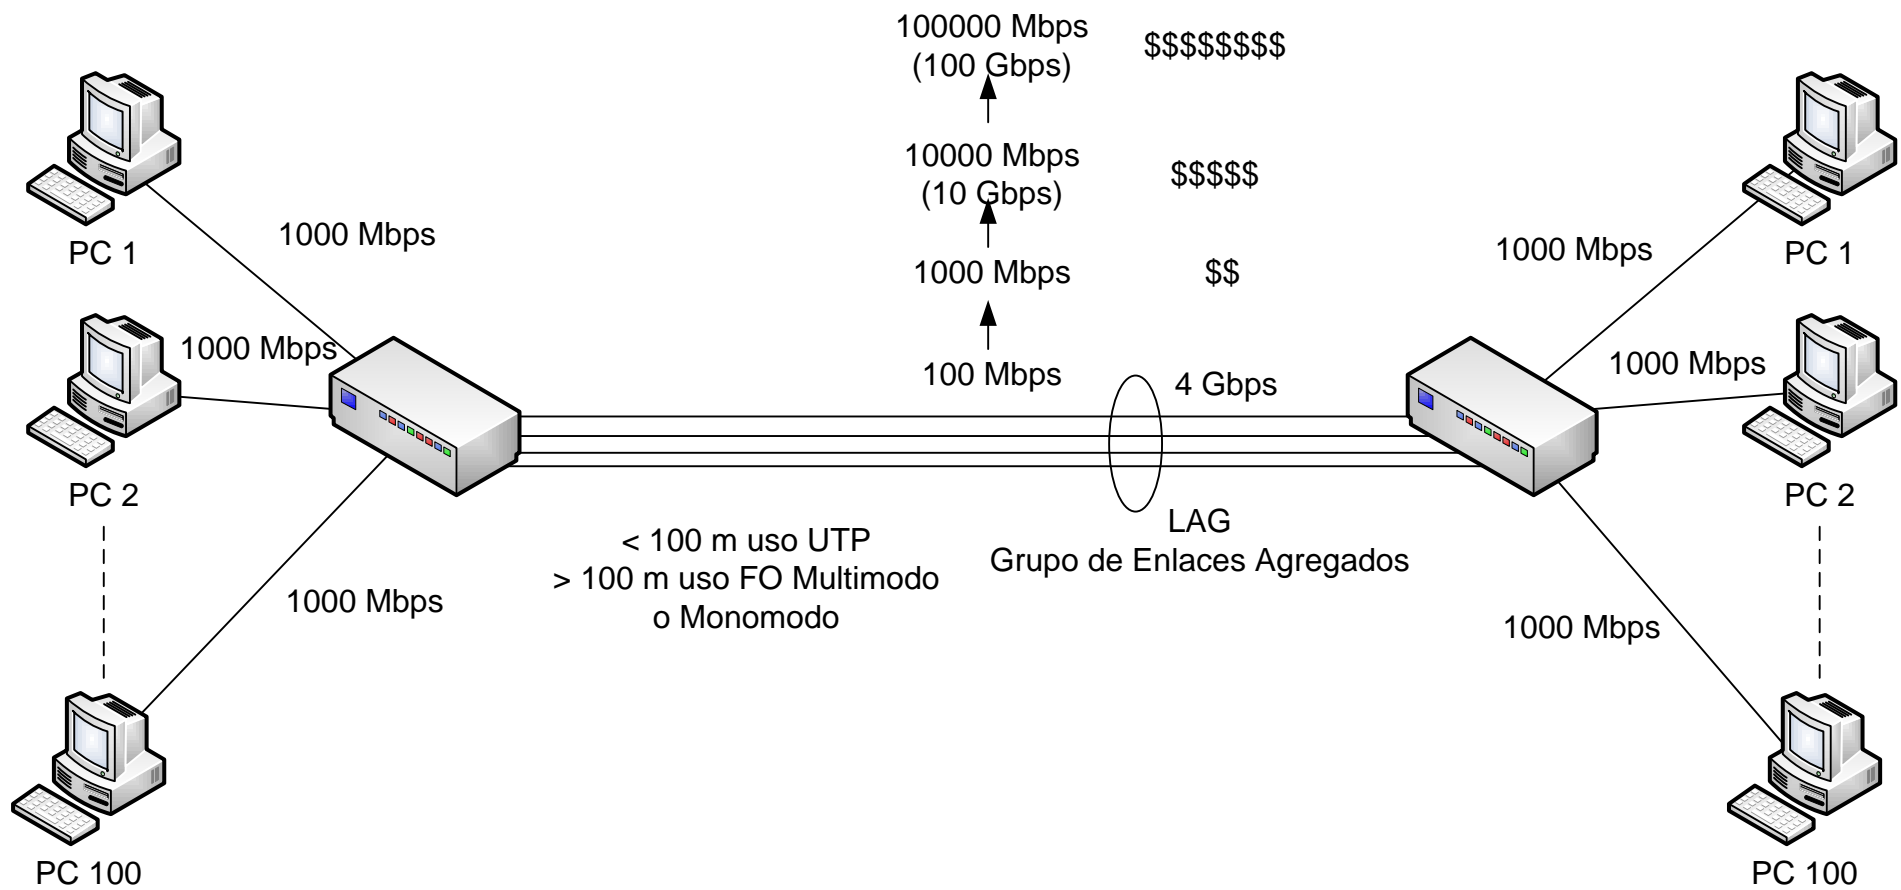 100000 Mbps
(100 Gbps)
$$$$$$$$
10000 Mbps
(10 Gbps)
$$$$$
1000 Mbps
$$
100 Mbps
4 Gbps
PC 1
1000 Mbps
PC 2
1000 Mbps
PC 100
1000 Mbps
< 100 m uso UTP
> 100 m uso FO Multimodo
o Monomodo
LAG
Grupo de Enlaces Agregados
1000 Mbps
PC 1
1000 Mbps
PC 2
1000 Mbps
PC 100